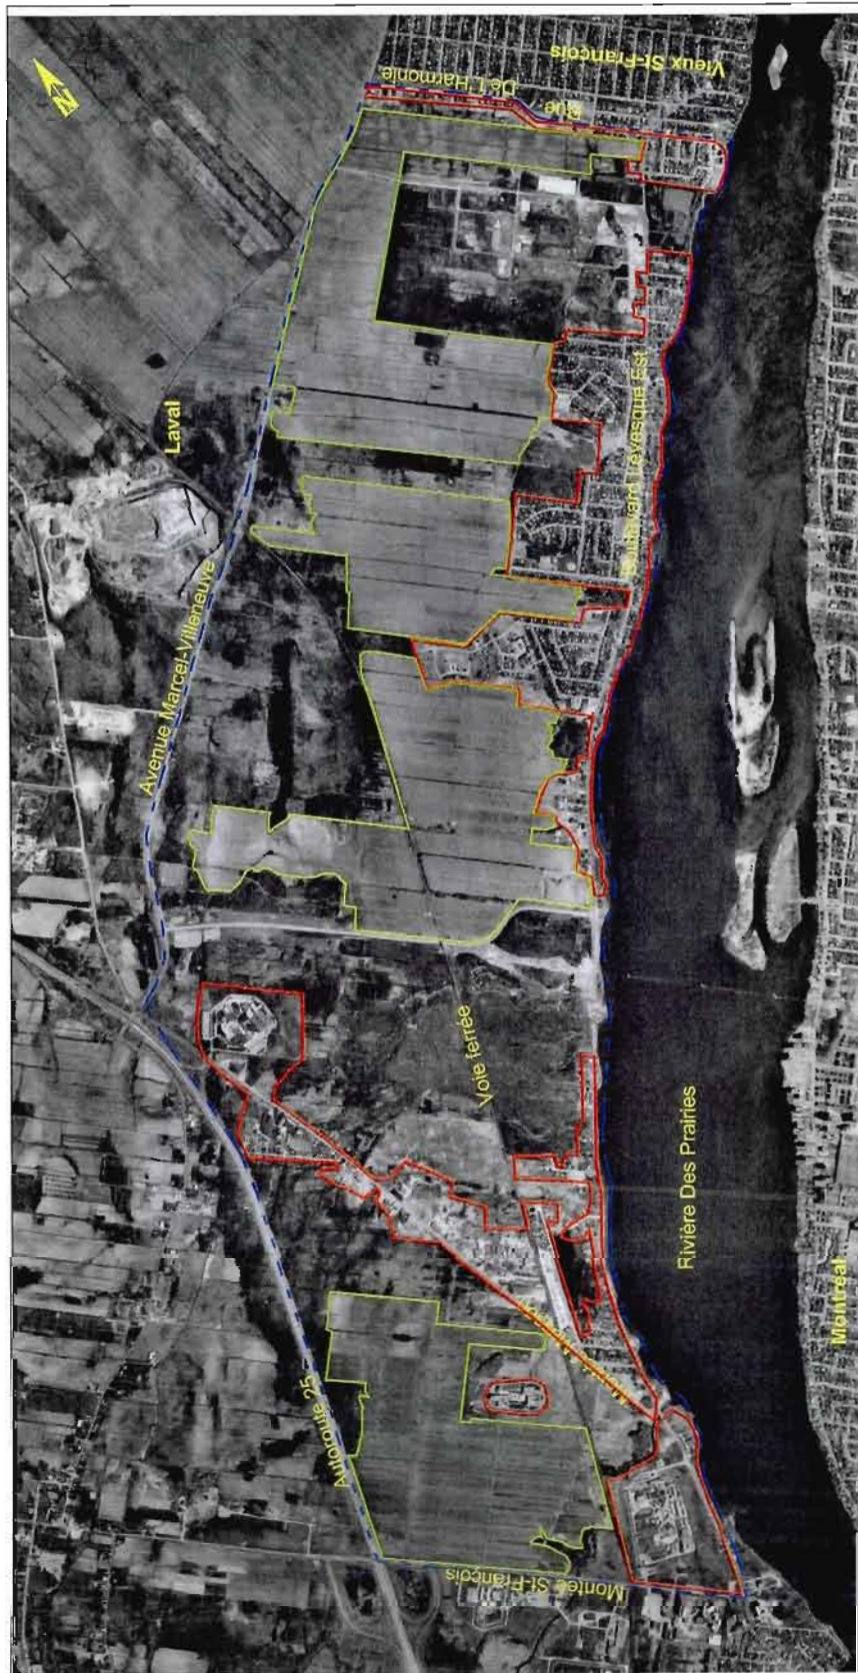 N
Vieux St-François
Rue
De L'Harmonie
Laval
Boulevard Lévesque Est
Avenue Marcel-Villeneuve
Voie ferrée
Rivière Des Prairies
Autoroute 25
Montréal
Montée St-François